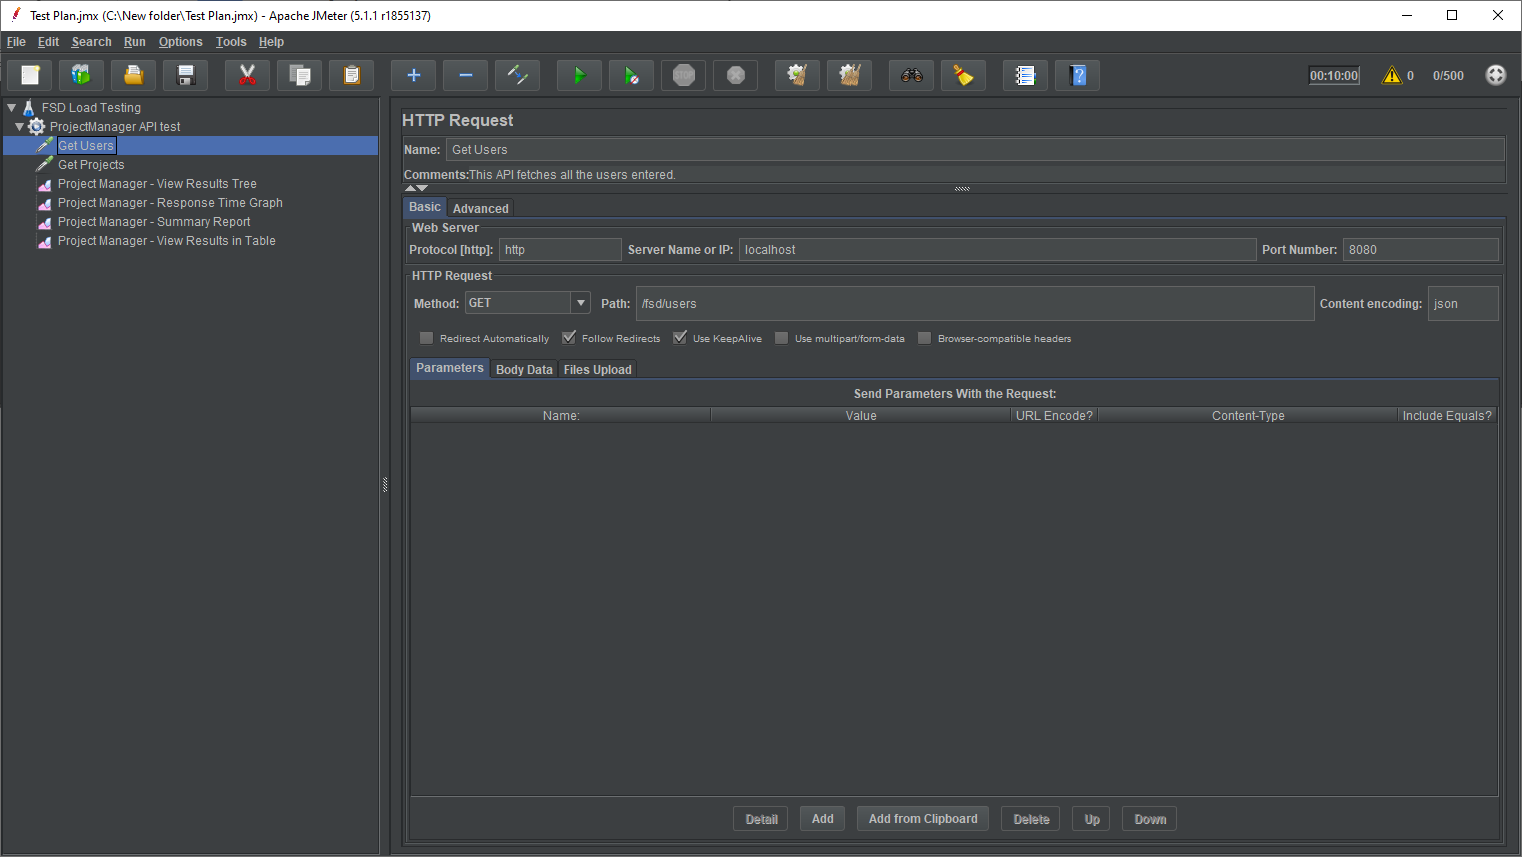 Test Plan.jmx (C:\New folder\Test Plan.jmx) - Apache JMeter (5.1.1 r1855137)
File Edit Search Run Options Tools Help
STOP
00:10:00 0 0/500
FSD Load Testing
ProjectManager API test
Get Users
Get Projects
Project Manager - View Results Tree
Project Manager - Response Time Graph
Project Manager - Summary Report
Project Manager - View Results in Table
HTTP Request
Name: Get Users
Comments: This API fetches all the users entered.
Basic Advanced
Web Server
Protocol [http]: http Server Name or IP: localhost Port Number: 8080
HTTP Request
Method: GET Path: /fsd/users Content encoding: json
Redirect Automatically Follow Redirects Use KeepAlive Use multipart/form-data Browser-compatible headers
Parameters Body Data Files Upload
Send Parameters With the Request:
Name: Value URL Encode? Content-Type Include Equals?
Detail Add Add from Clipboard Delete Up Down